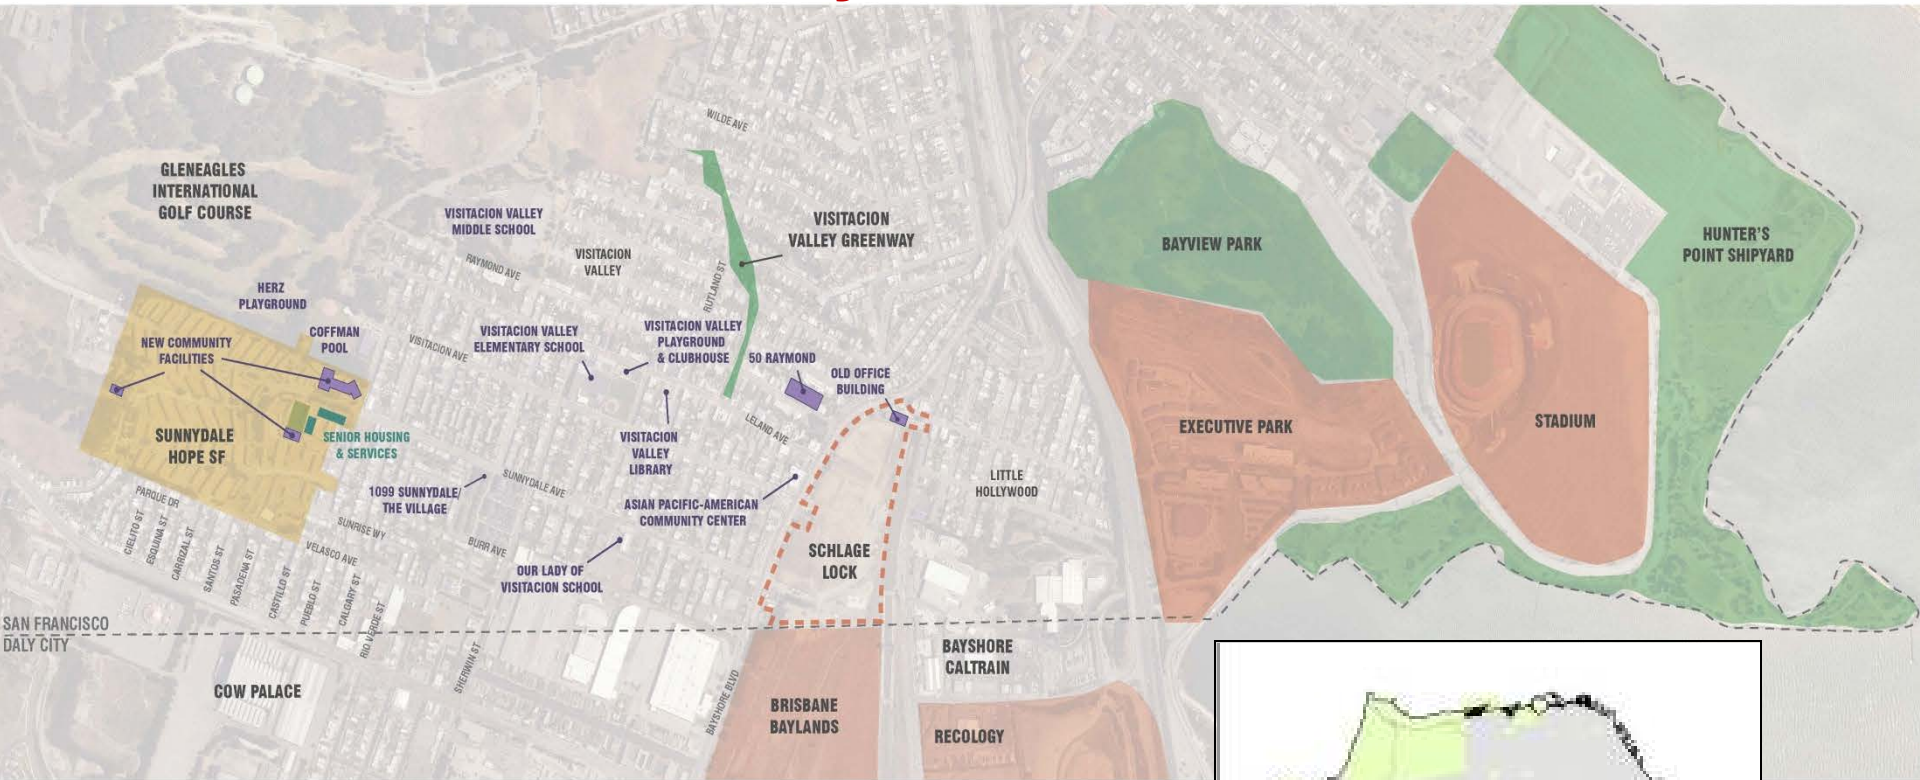 WILDE AVE
GLENEAGLES
INTERNATIONAL
GOLF COURSE
VISITACION VALLEY
MIDDLE SCHOOL
VISITACION
VALLEY
RAYMOND AVE
VISITACION
VALLEY GREENWAY
RUTLAND ST
BAYVIEW PARK
HUNTER'S
POINT SHIPYARD
HERZ
PLAYGROUND
COFFMAN
POOL
NEW COMMUNITY
FACILITIES
VISITACION AVE
VISITACION VALLEY
ELEMENTARY SCHOOL
VISITACION VALLEY
PLAYGROUND
& CLUBHOUSE
50 RAYMOND
OLD OFFICE
BUILDING
SUNNYDALE
HOPE SF
SENIOR HOUSING
& SERVICES
VISITACION
VALLEY
LIBRARY
LELAND AVE
EXECUTIVE PARK
STADIUM
1099 SUNNYDALE/
THE VILLAGE
SUNNYDALE AVE
ASIAN PACIFIC-AMERICAN
COMMUNITY CENTER
LITTLE
HOLLYWOOD
PARQUE DR
CIELITO ST
ESQUINA ST
CARRIZAL ST
SANTOS ST
PASADENA ST
CASTILLO ST
PUEBLO ST
CALGARY ST
RIO VERDE ST
SUNRISE WY
VELASCO AVE
BURR AVE
OUR LADY OF
VISITACION SCHOOL
SCHLAGE
LOCK
SAN FRANCISCO
DALY CITY
COW PALACE
SHERWIN ST
BAYSHORE BLVD
BRISBANE
BAYLANDS
BAYSHORE
CALTRAIN
RECOLOGY